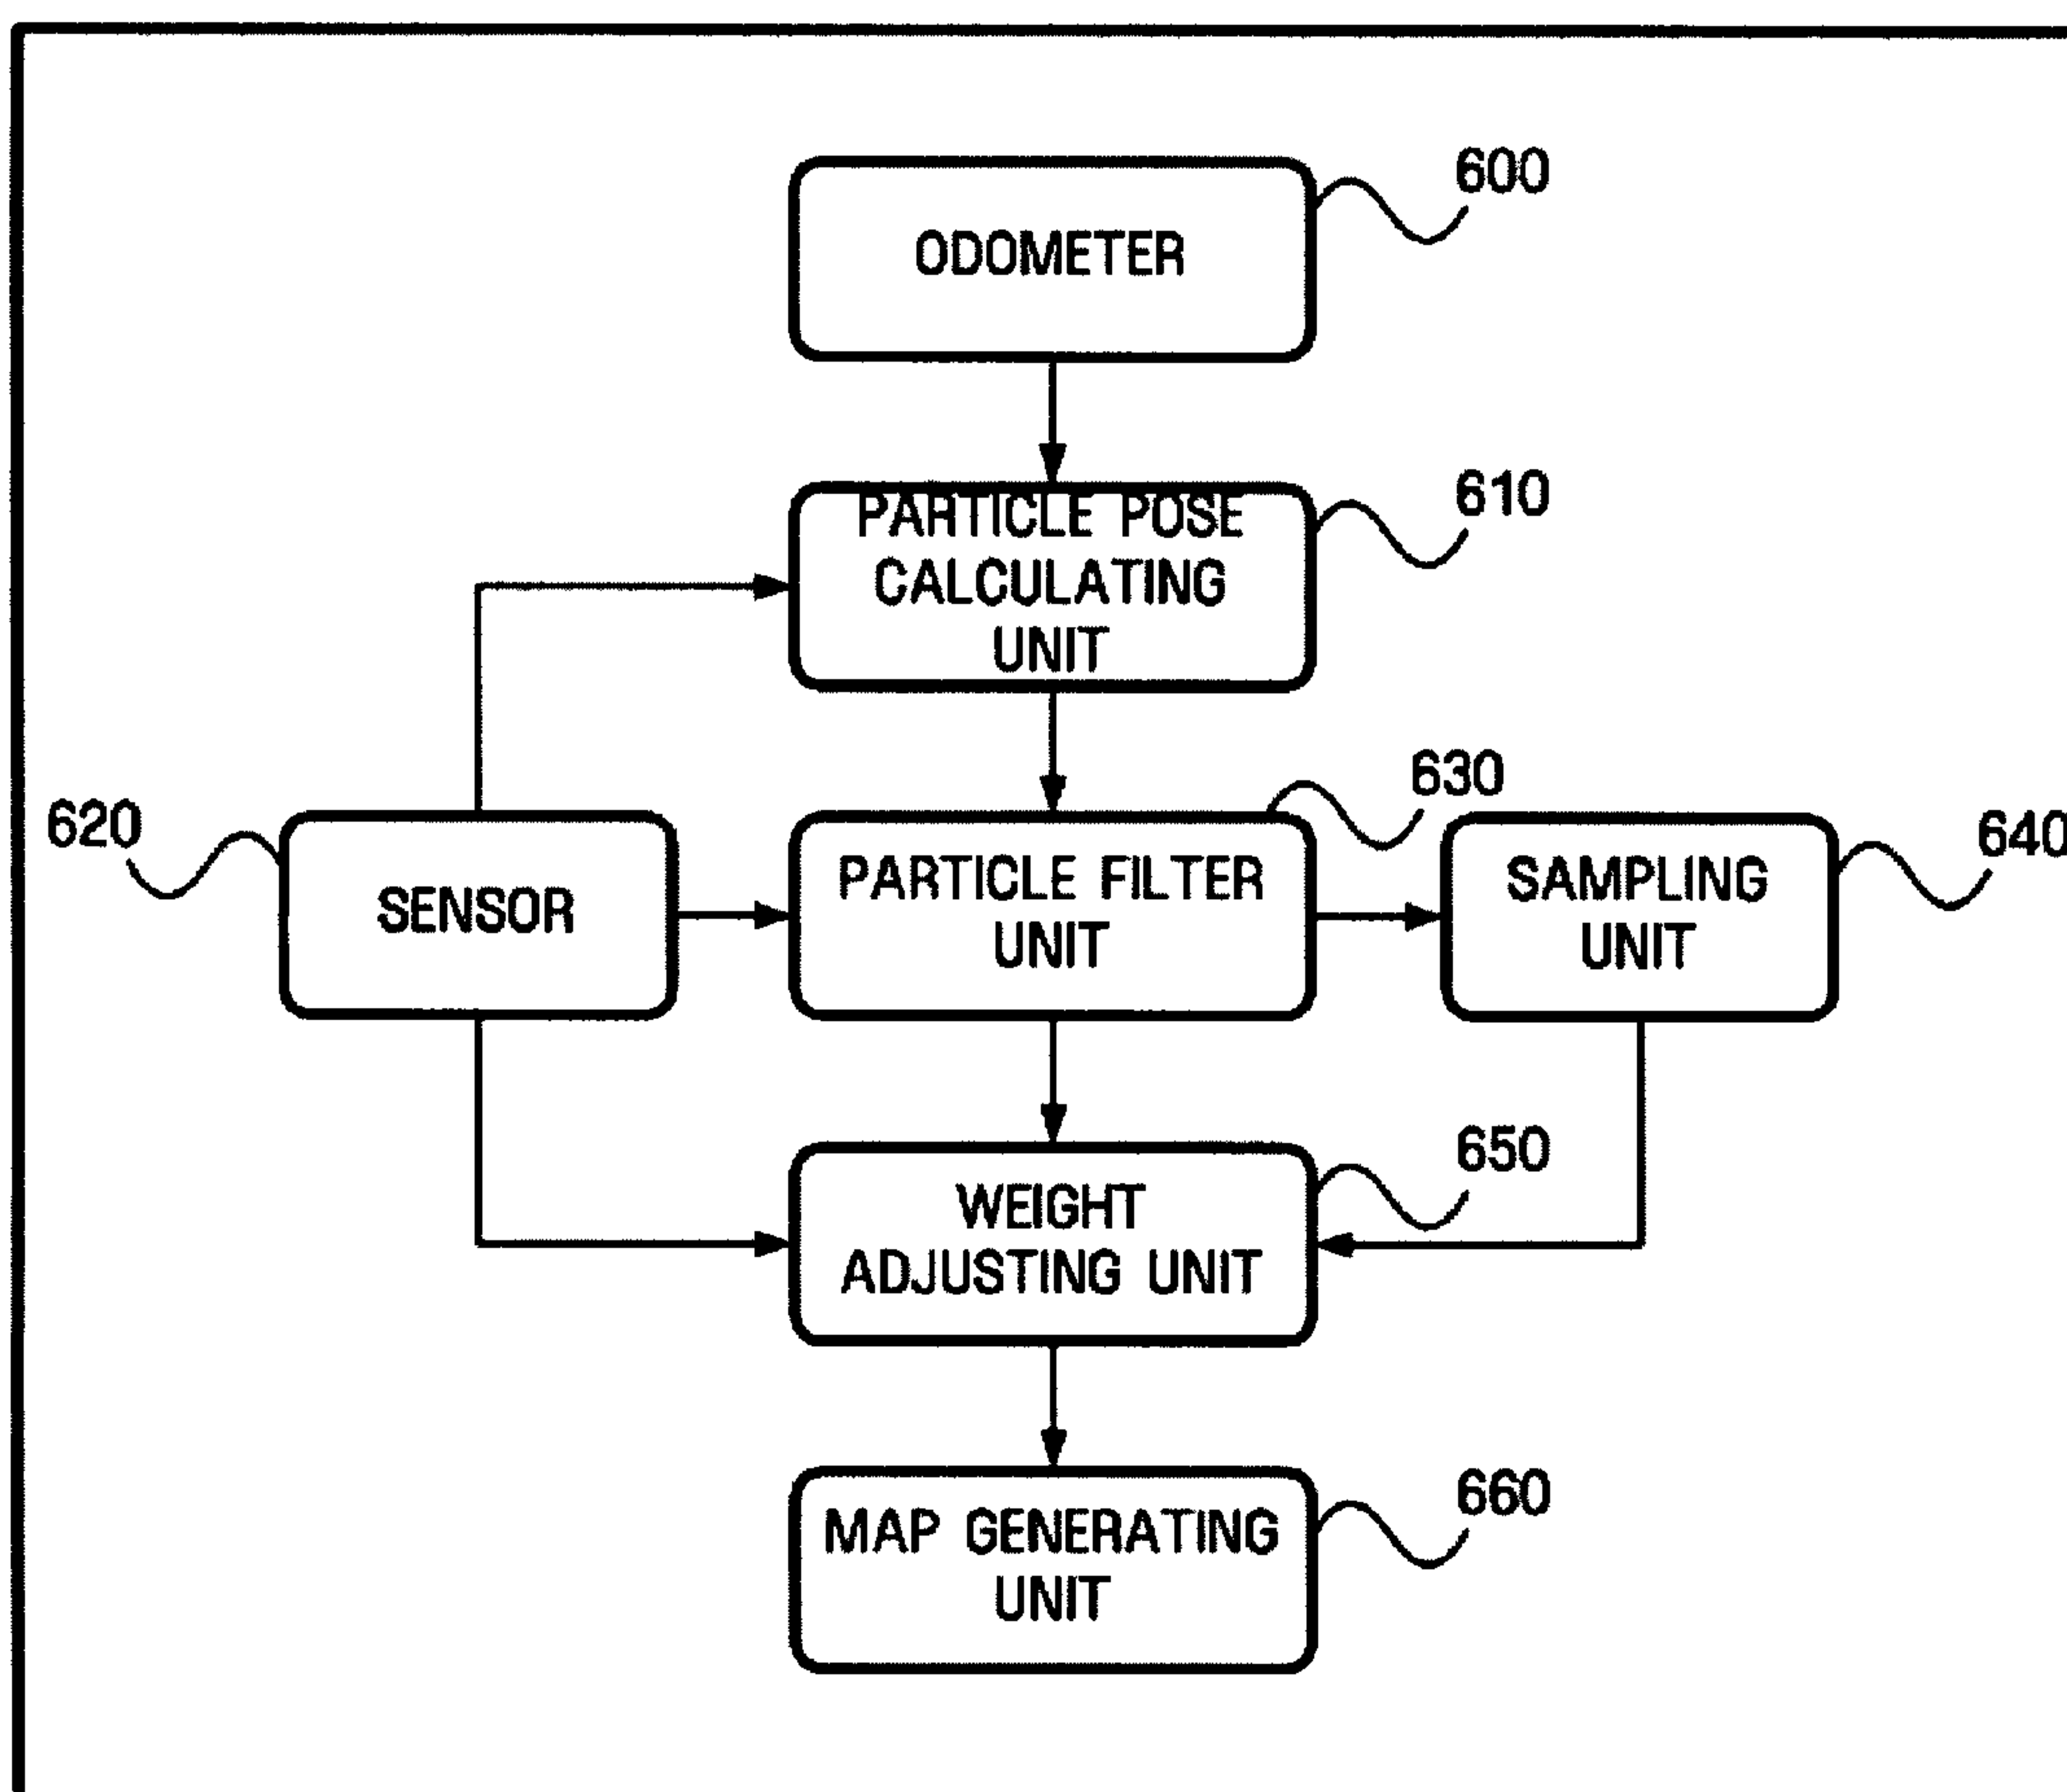 600
ODOMETER
610
PARTICLE POSE
CALCULATING
UNIT
630
620
640
SENSOR
PARTICLE FILTER
UNIT
SAMPLING
UNIT
650
WEIGHT
ADJUSTING UNIT
660
MAP GENERATING
UNIT